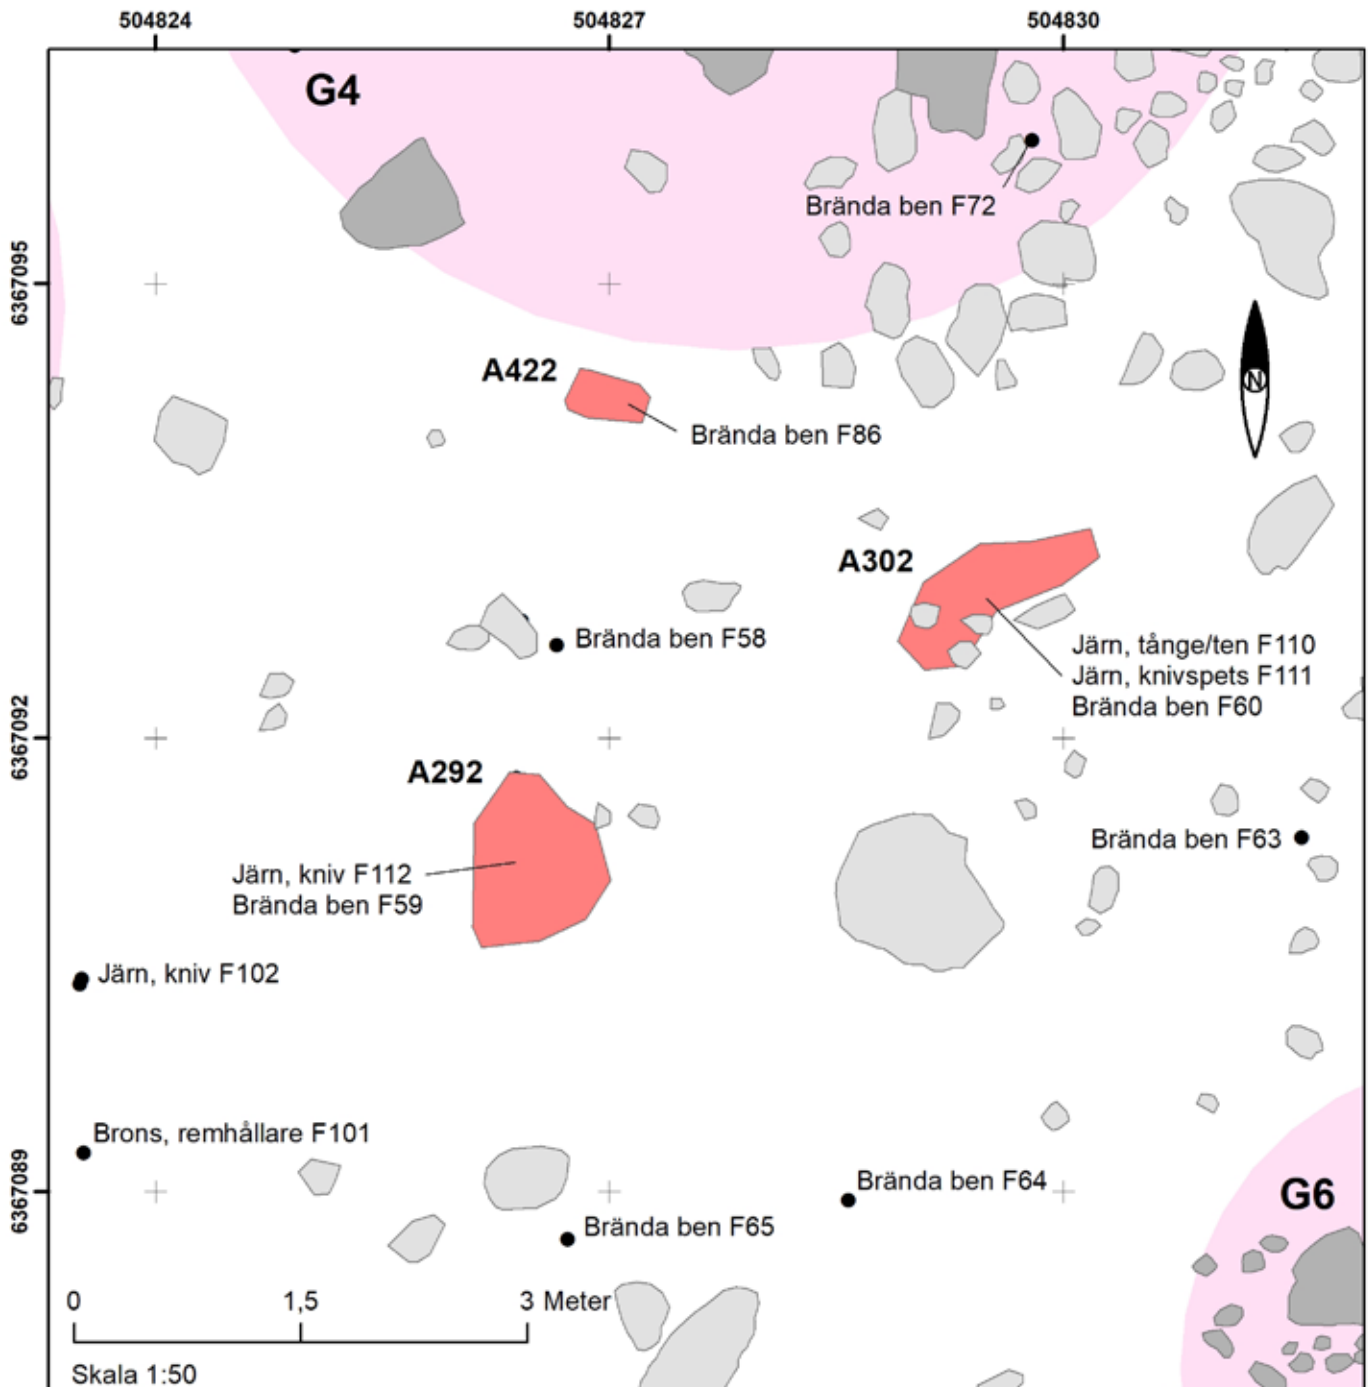 504824 504827 504830
G4
Brända ben F72
6367095
A422
Brända ben F86
N
A302
Brända ben F58
Järn, tånge/ten F110
Järn, knivspets F111
Brända ben F60
6367092
A292
Brända ben F63
Järn, kniv F112
Brända ben F59
Järn, kniv F102
Brons, remhållare F101
6367089
Brända ben F64
G6
Brända ben F65
0 1,5 3 Meter
Skala 1:50